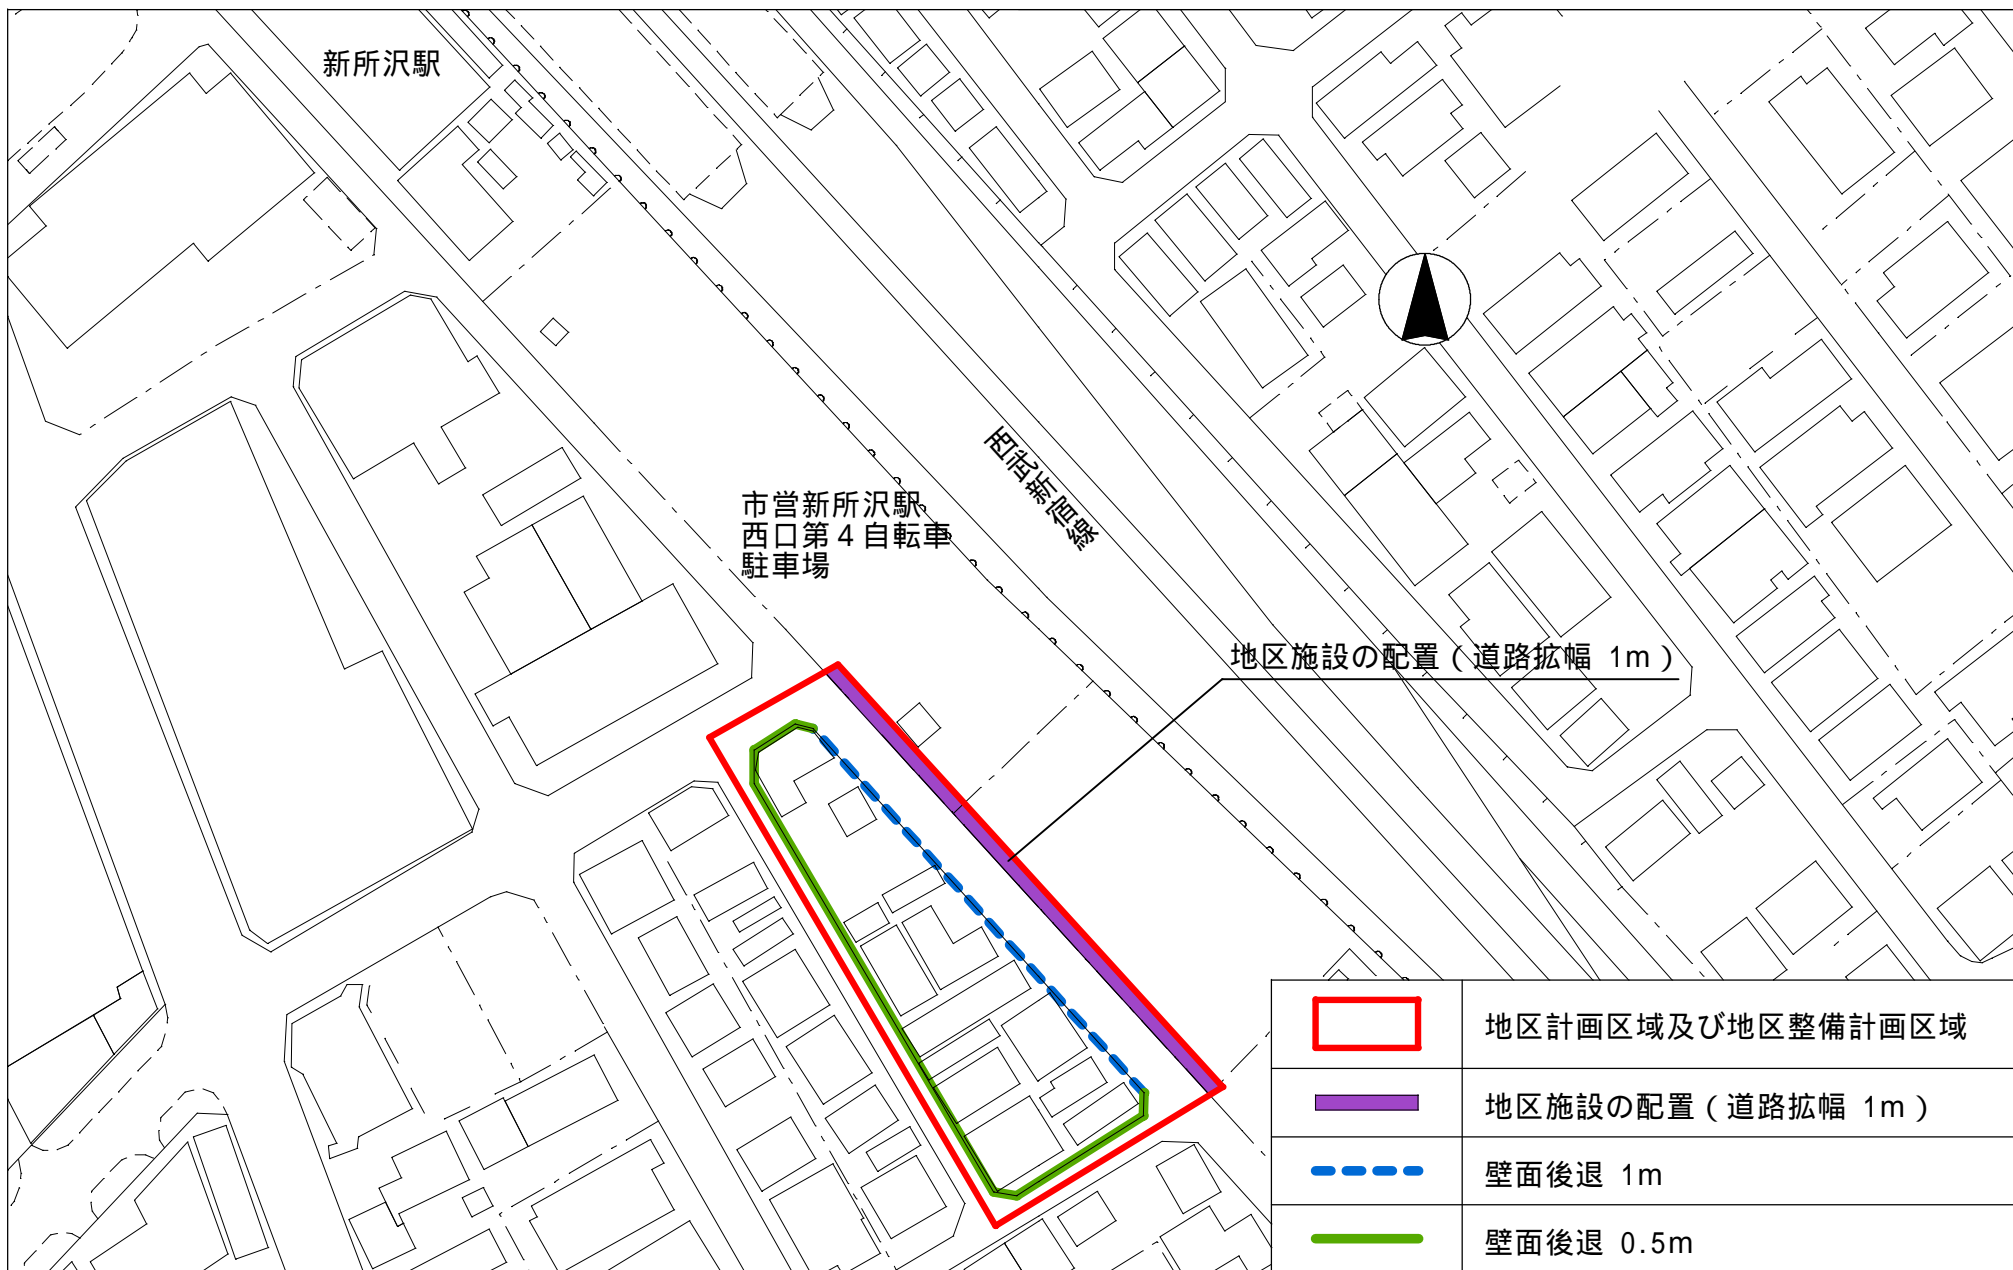 新所沢駅
西武新宿線
市営新所沢駅
西口第４自転車
駐車場
地区施設の配置（道路拡幅 1m）
地区計画区域及び地区整備計画区域
地区施設の配置（道路拡幅 1m）
壁面後退 1m
壁面後退 0.5m